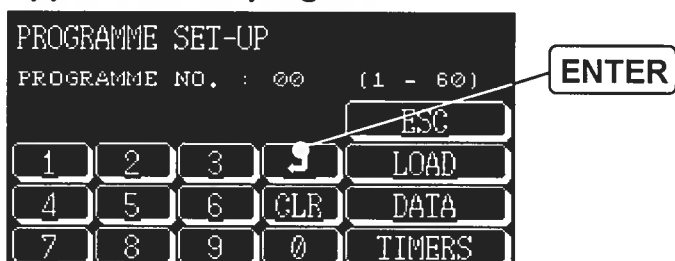 PROGRAMME SET-UP
PROGRAMME NO. : 00 (1 - 60)
ENTER
ESC
1 2 3 LOAD
4 5 6 CLR DATA
7 8 9 0 TIMERS